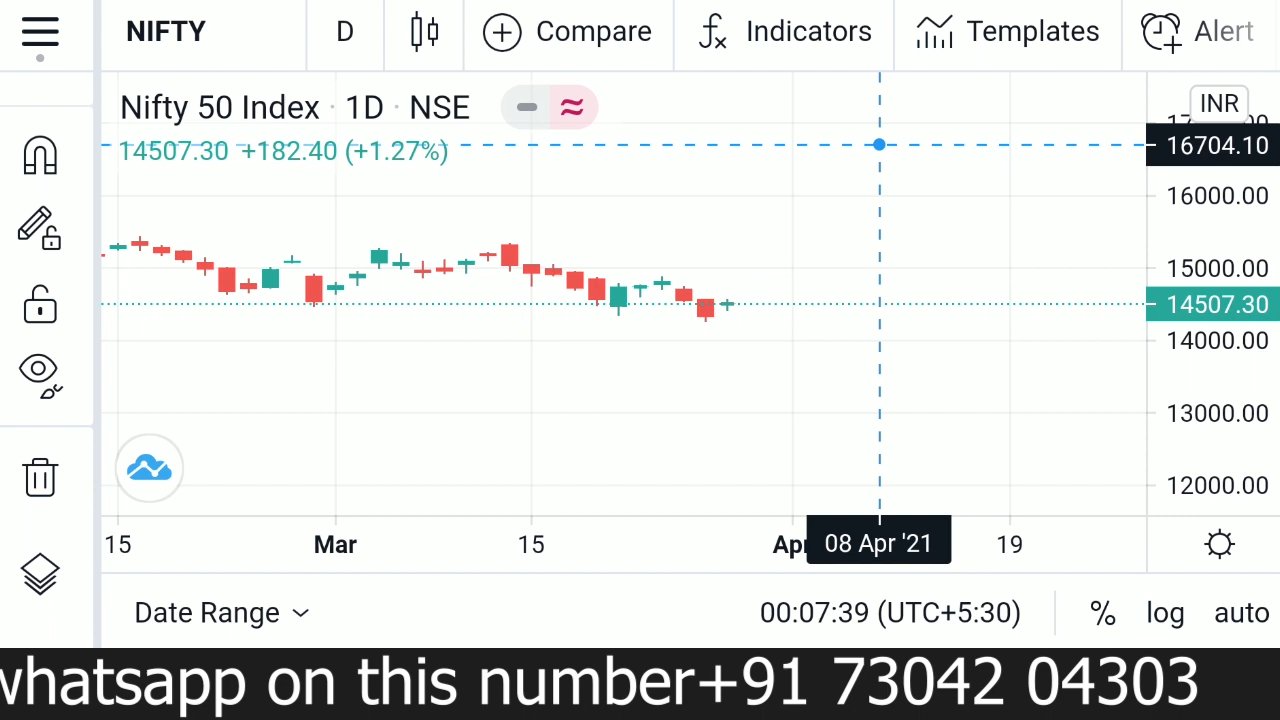 NIFTY D Compare Indicators Templates Alert
Nifty 50 Index · 1D · NSE
INR
14507.30 +182.40 (+1.27%)
16704.10
16000.00
15000.00
14507.30
14000.00
13000.00
12000.00
15 Mar 15 Apr 08 Apr '21 19
Date Range 00:07:39 (UTC+5:30) % log auto
whatsapp on this number+91 73042 04303